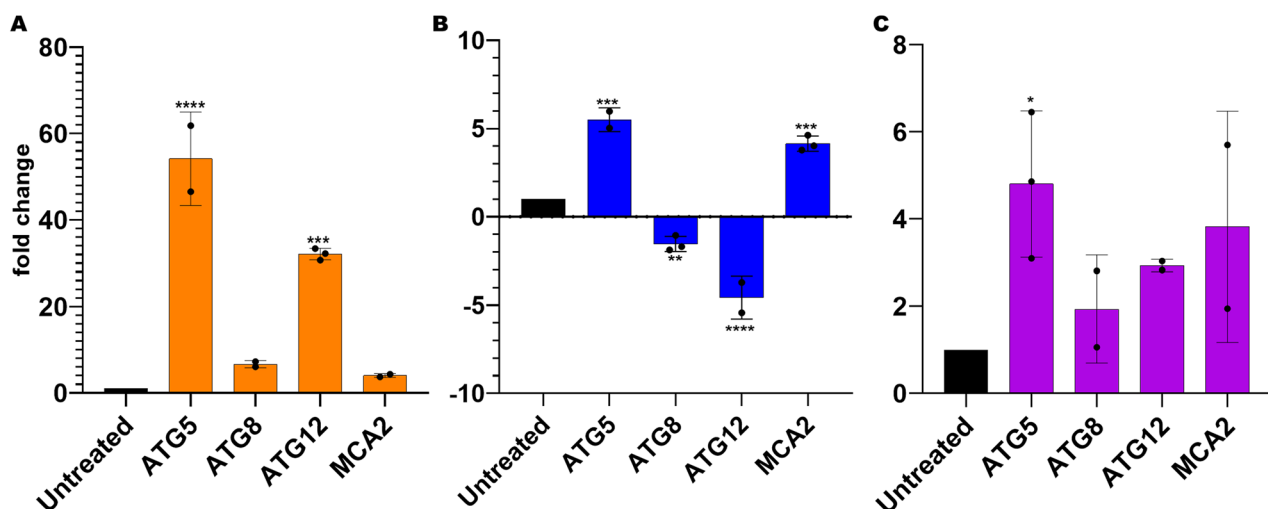 A
fold change
80
60
40
20
0
****
***
Untreated
ATG5
ATG8
ATG12
MCA2
B
10
5
0
-5
-10
***
**
****
***
Untreated
ATG5
ATG8
ATG12
MCA2
C
8
6
4
2
0
*
Untreated
ATG5
ATG8
ATG12
MCA2